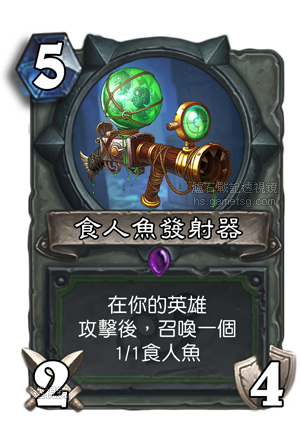 5
爐石戰記透視鏡
hs.gametsg.com
食人魚發射器
在你的英雄
攻擊後，召喚一個
1/1食人魚
2
4